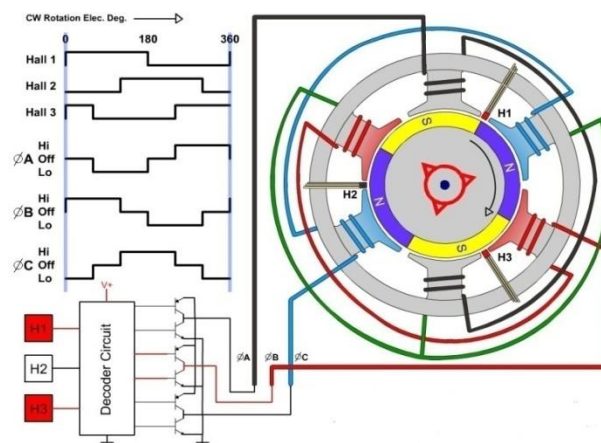 CW Rotation Elec. Deg.
0 180 360
Hall 1
Hall 2
Hall 3
ØA Hi Off Lo
ØB Hi Off Lo
ØC Hi Off Lo
V+
H1
H2
H3
Decoder Circuit
ØA ØB ØC
S
N
N
S
H1
H2
H3